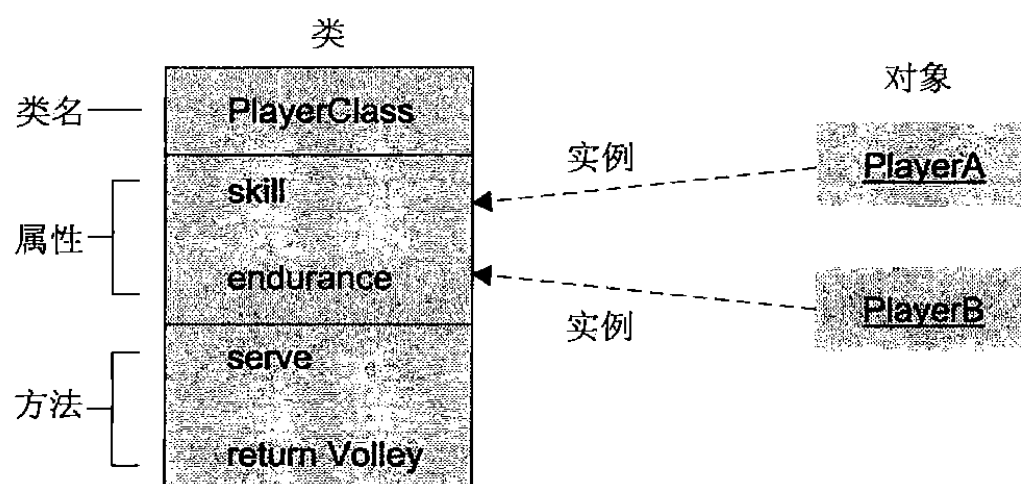 类
对象
类名
PlayerClass
实例
PlayerA
skill
属性
endurance
PlayerB
实例
serve
方法
return Volley